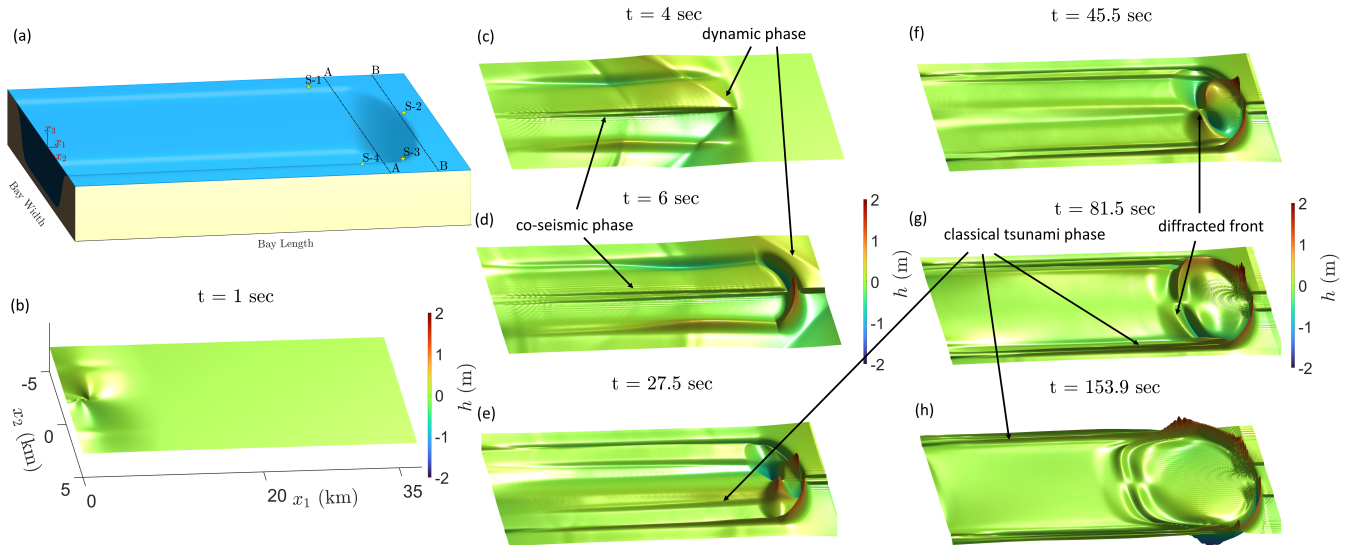 (a)
A
B
S-1
S-2
S-3
S-4
A
B
x3
x1
x2
Bay Width
Bay Length
(b)
t = 1 sec
-5
0
5
x2 (km)
0
20
35
x1 (km)
2
1
0
-1
-2
h (m)
(c)
t = 4 sec
dynamic phase
t = 6 sec
(d)
co-seismic phase
2
1
0
-1
-2
h (m)
t = 27.5 sec
(e)
t = 45.5 sec
(f)
t = 81.5 sec
(g)
classical tsunami phase
diffracted front
2
1
0
-1
-2
h (m)
t = 153.9 sec
(h)